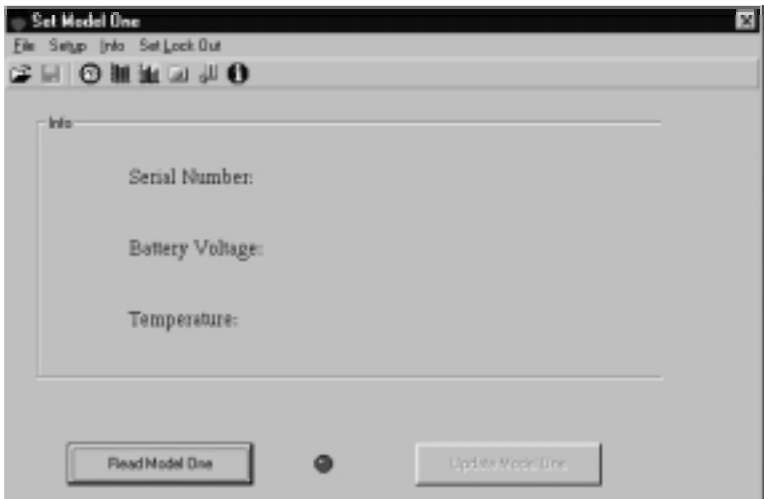 Set Model One
File Setup Info Set Lock Out
Info
Serial Number:
Battery Voltage:
Temperature:
Read Model One Update Model One